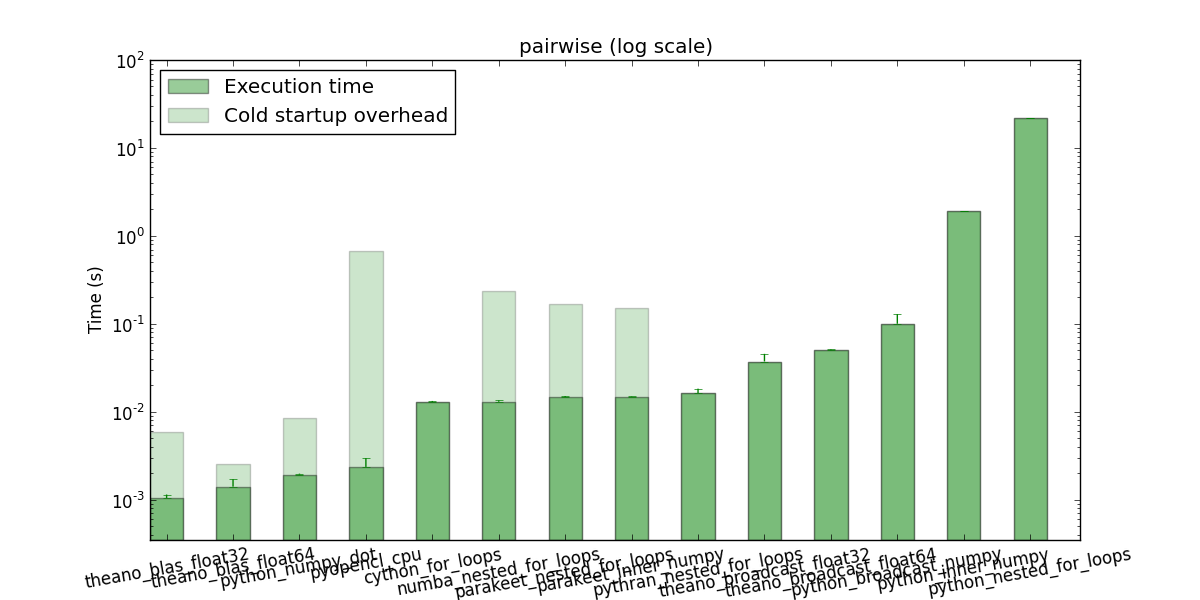 pairwise (log scale)
Execution time
Cold startup overhead
Time (s)
10^2
10^1
10^0
10^-1
10^-2
10^-3
theano_blas_float32
theano_blas_float64
python_numpy_dot
pyopencl_cpu
cython_for_loops
numba_nested_for_loops
parakeet_nested_for_loops
parakeet_inner_numpy
pythran_nested_for_loops
theano_broadcast_float32
theano_broadcast_float64
python_broadcast_numpy
python_inner_numpy
python_nested_for_loops